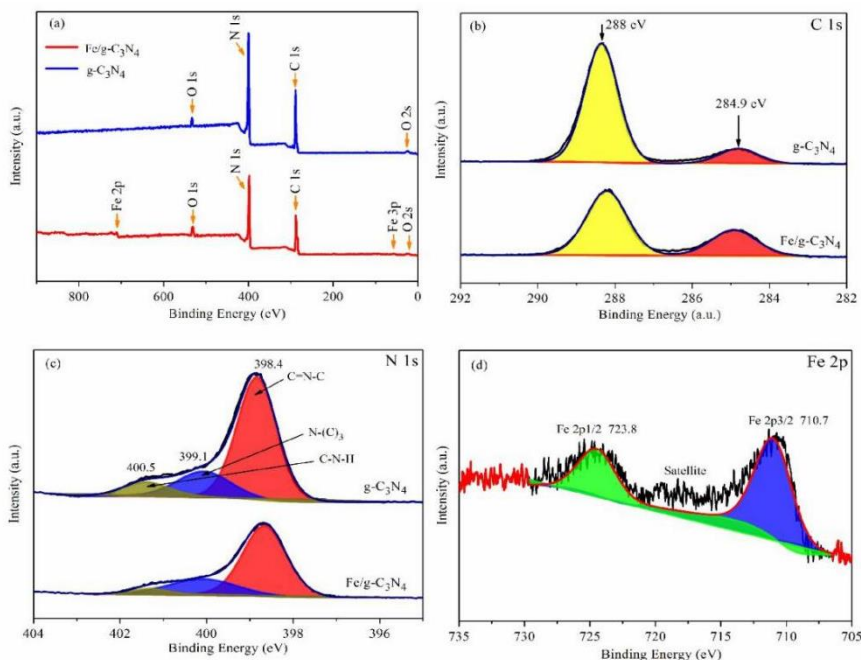 (a)
Fe/g-C3N4
g-C3N4
O 1s
N 1s
C 1s
O 2s
Fe 2p
O 1s
N 1s
C 1s
Fe 3p
O 2s
Intensity (a.u.)
800 600 400 200 0
Binding Energy (eV)
(b) C 1s
288 eV
284.9 eV
g-C3N4
Fe/g-C3N4
Intensity (a.u.)
292 290 288 286 284 282
Binding Energy (a.u.)
(c) N 1s
398.4
C=N-C
N-(C)3
399.1
400.5
C-N-H
g-C3N4
Fe/g-C3N4
Intensity (a.u.)
404 402 400 398 396
Binding Energy (eV)
(d) Fe 2p
Fe 2p1/2 723.8
Fe 2p3/2 710.7
Satellite
Intensity (a.u.)
735 730 725 720 715 710 705
Binding Energy (eV)